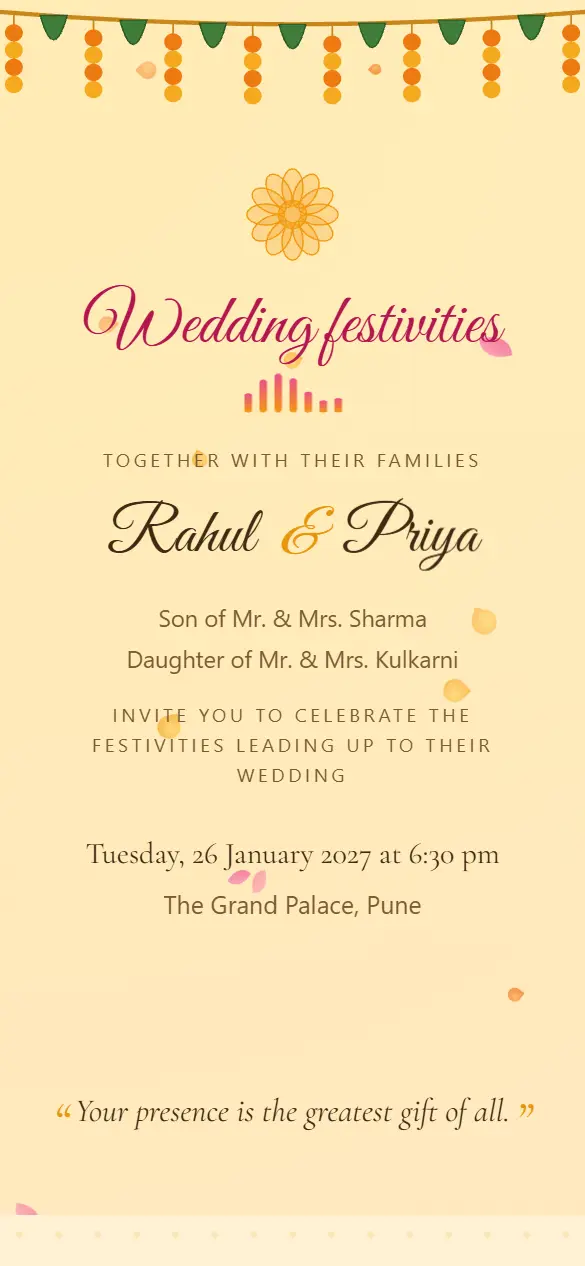 Wedding festivities
TOGETHER WITH THEIR FAMILIES
Rahul & Priya
Son of Mr. & Mrs. Sharma
Daughter of Mr. & Mrs. Kulkarni
INVITE YOU TO CELEBRATE THE
FESTIVITIES LEADING UP TO THEIR
WEDDING
Tuesday, 26 January 2027 at 6:30 pm
The Grand Palace, Pune
“Your presence is the greatest gift of all. ”